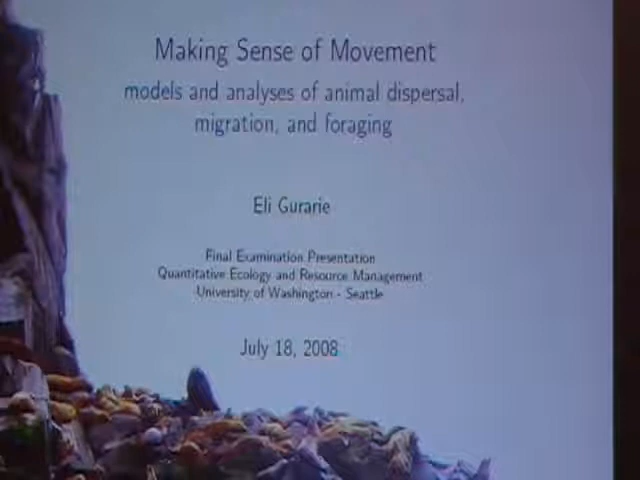 Making Sense of Movement
models and analyses of animal dispersal,
migration, and foraging
Eli Gurarie
Final Examination Presentation
Quantitative Ecology and Resource Management
University of Washington - Seattle
July 18, 2008